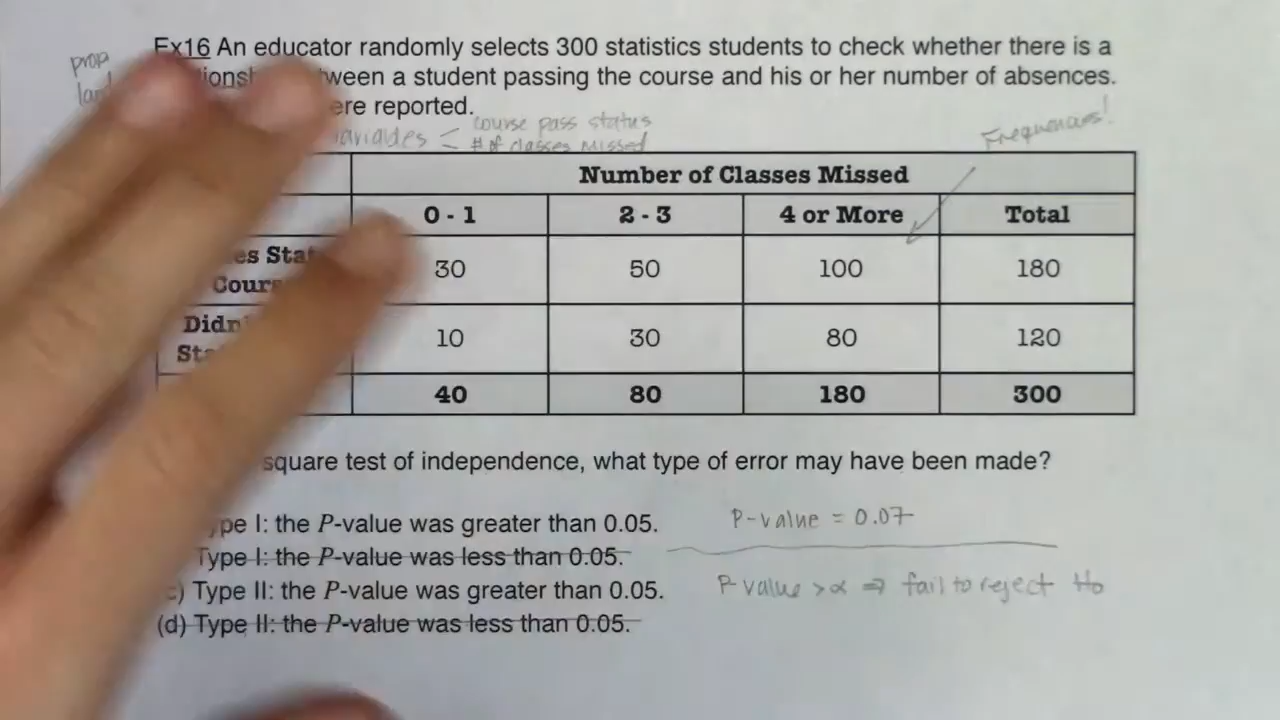 Ex16 An educator randomly selects 300 statistics students to check whether there is a
prop
between a student passing the course and his or her number of absences.
were reported.
variables < course pass status
# of classes missed
Frequencies!
Number of Classes Missed
0 - 1 2 - 3 4 or More Total
30 50 100 180
Cour
10 30 80 120
40 80 180 300
square test of independence, what type of error may have been made?
Type I: the P-value was greater than 0.05.
P-value = 0.07
Type I: the P-value was less than 0.05.
(c) Type II: the P-value was greater than 0.05.
P-value > α ⇒ fail to reject Ho
(d) Type II: the P-value was less than 0.05.